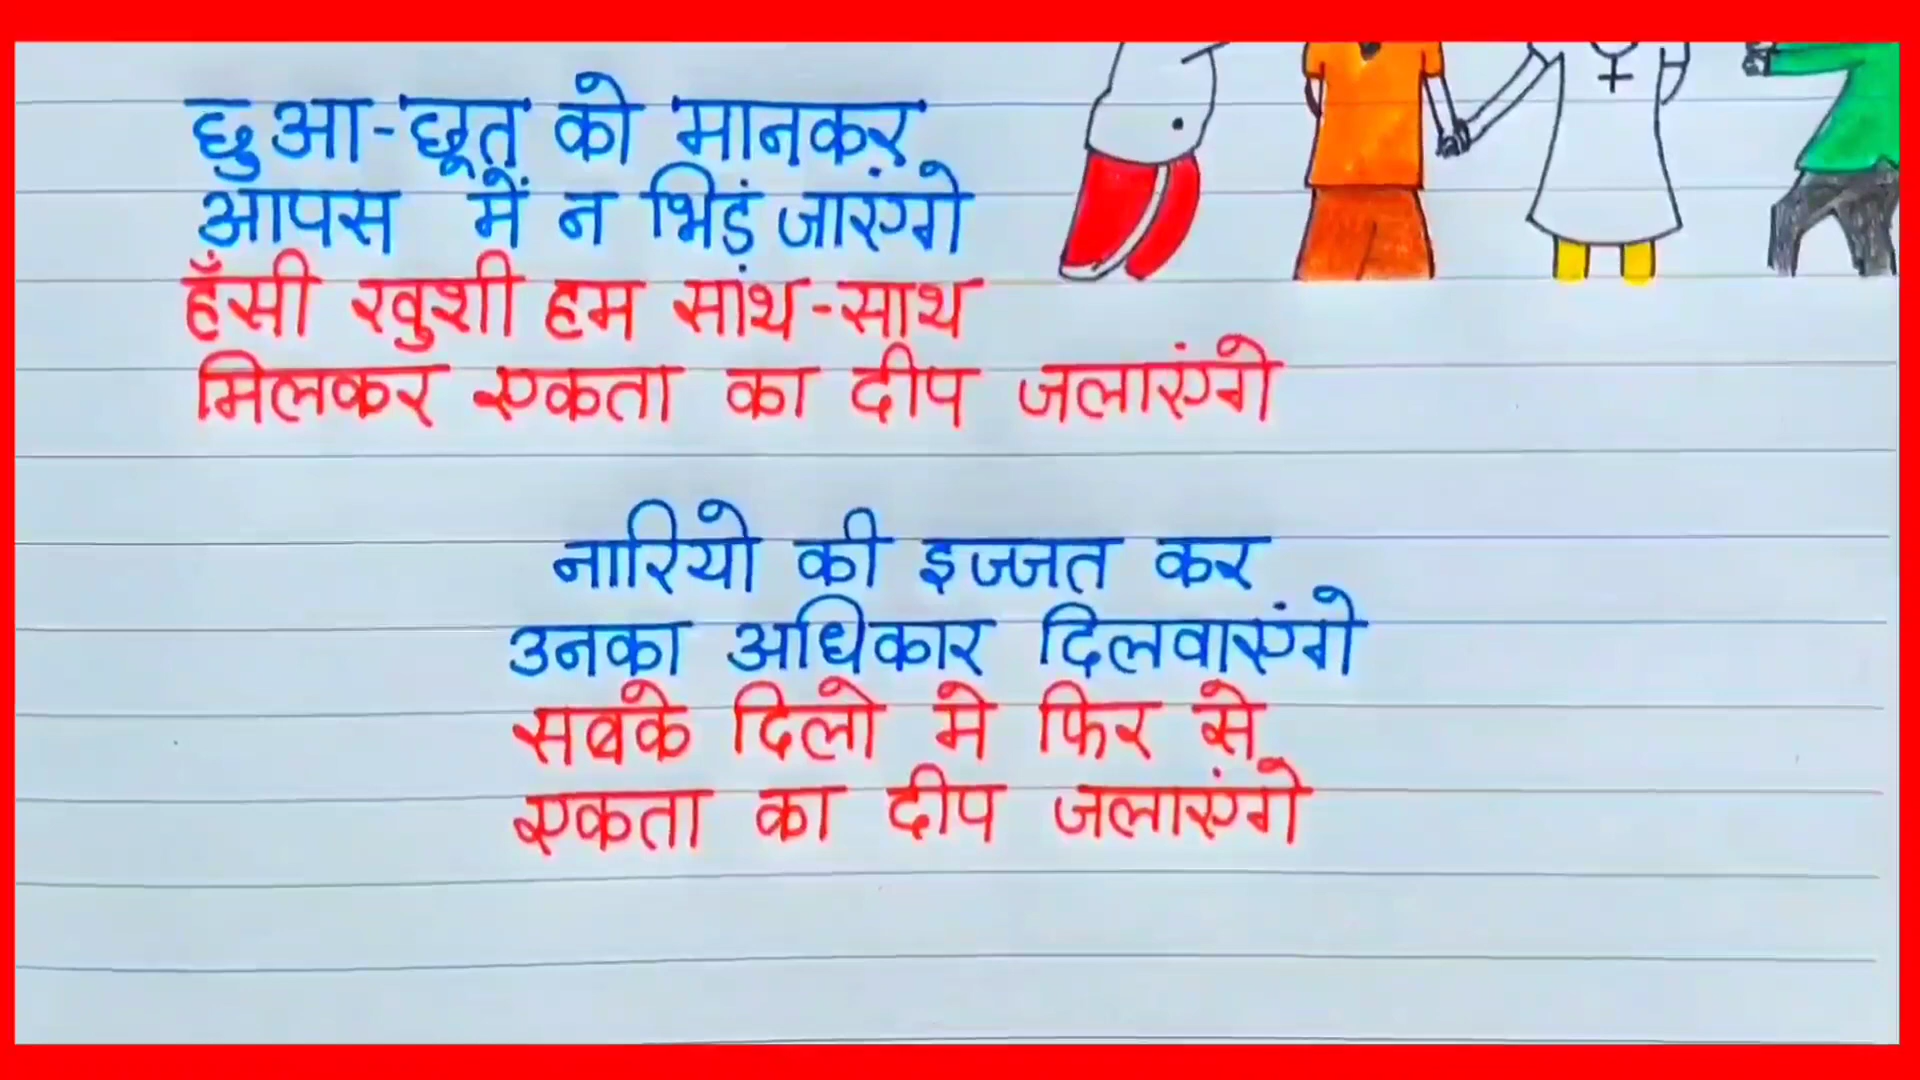 छुआ-छूत को मानकर
आपस में न भिड़ं जाएंगे
हँसी खुशी हम सांथ-साथ
मिलकर एकता का दीप जलाएंगे
नारियो की इज्जत कर
उनका अधिकार दिलवाएंगे
सबके दिलो मे फिर से
एकता का दीप जलाएंगे